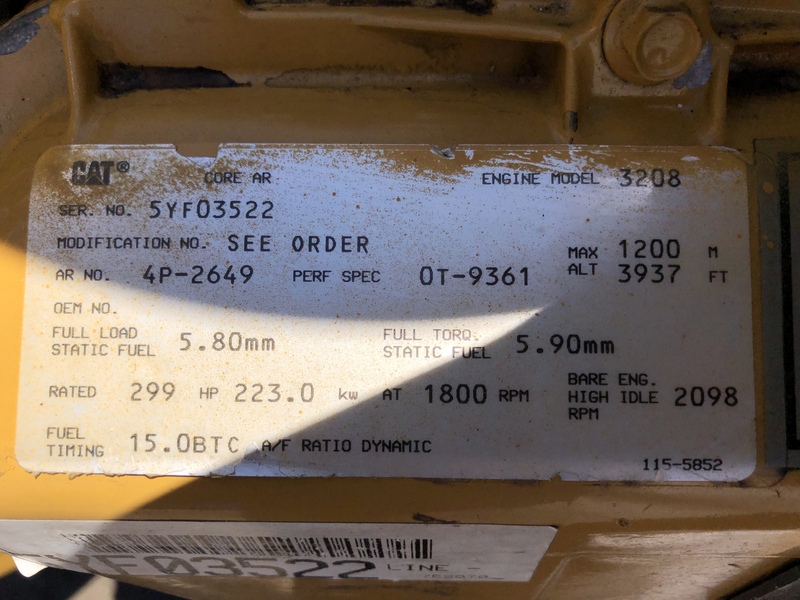 CAT® CORE AR ENGINE MODEL 3208
SER. NO. 5YF03522
MODIFICATION NO. SEE ORDER
MAX ALT 1200 M 3937 FT
AR NO. 4P-2649 PERF SPEC 0T-9361
OEM NO.
FULL LOAD STATIC FUEL 5.80mm FULL TORQ. STATIC FUEL 5.90mm
RATED 299 HP 223.0 kw AT 1800 RPM BARE ENG. HIGH IDLE RPM 2098
FUEL TIMING 15.0BTC A/F RATIO DYNAMIC
115-5852
YF03522 LINE -